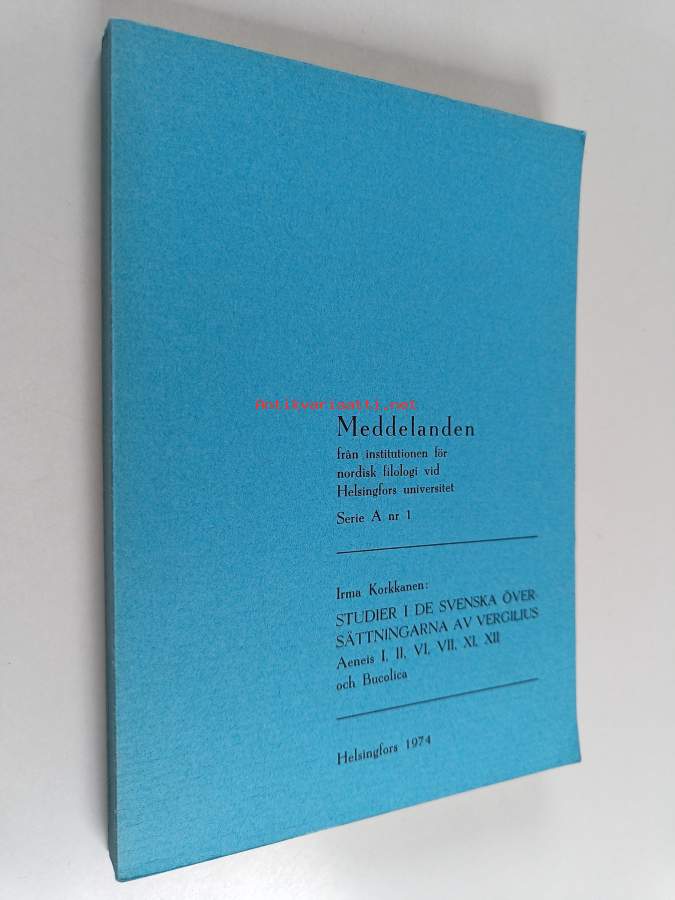 Antikvariaatti.net
Meddelanden
från institutionen för
nordisk filologi vid
Helsingfors universitet
Serie A nr 1
Irma Korkkanen:
STUDIER I DE SVENSKA ÖVER-
SÄTTNINGARNA AV VERGILIUS
Aeneis I, II, VI, VII, XI, XII
och Bucolica
Helsingfors 1974